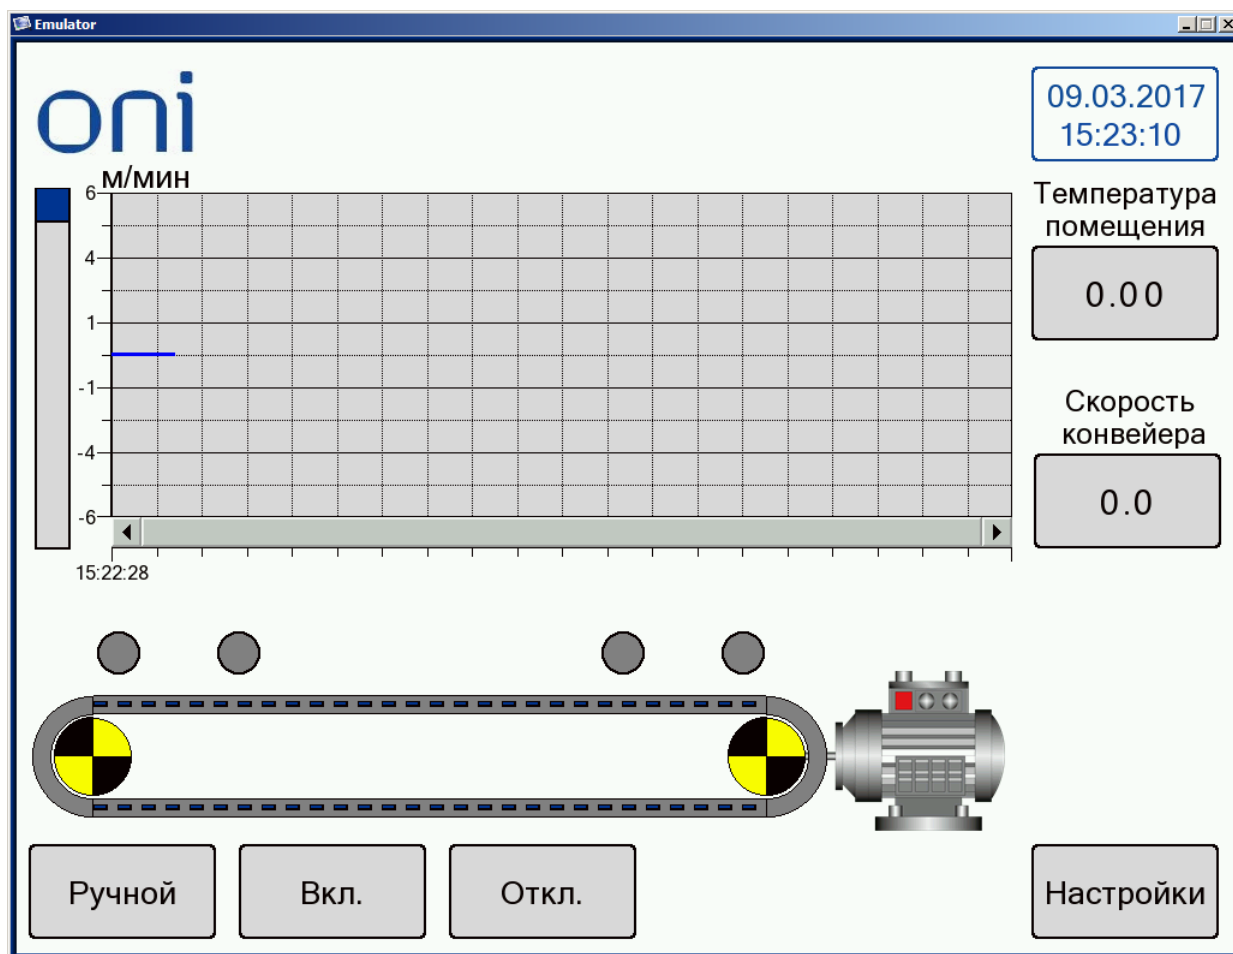 Emulator
oni
09.03.2017
15:23:10
м/мин
6
4
1
-1
-4
-6
15:22:28
Температура
помещения
0.00
Скорость
конвейера
0.0
Ручной
Вкл.
Откл.
Настройки